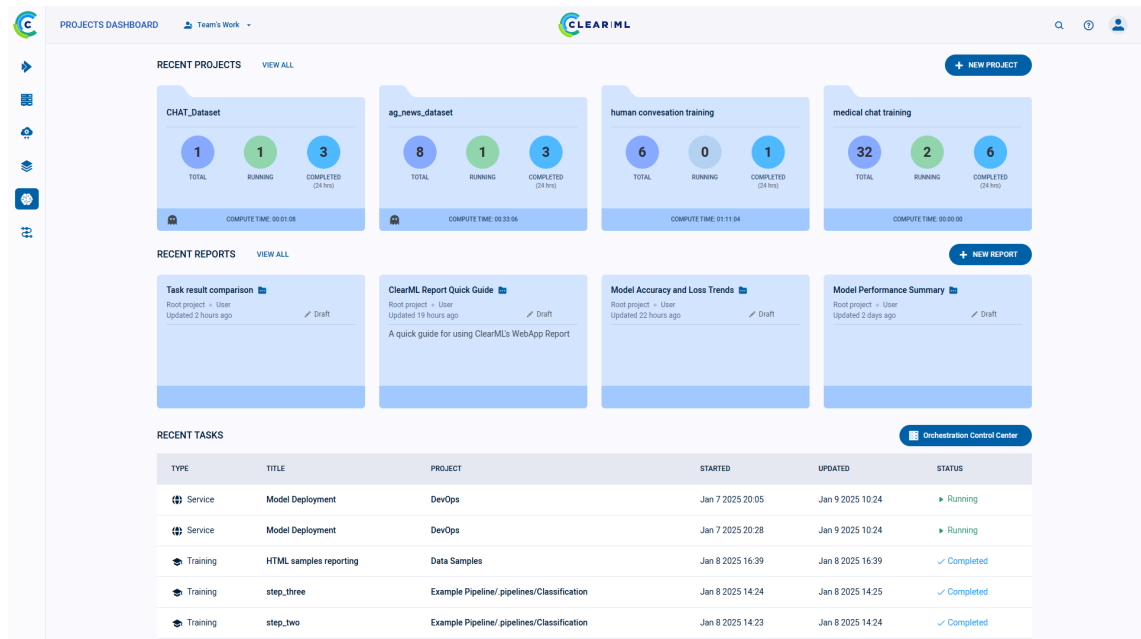 PROJECTS DASHBOARD
Team's Work
CLEAR|ML
RECENT PROJECTS VIEW ALL
NEW PROJECT
CHAT_Dataset
1 1 3
TOTAL RUNNING COMPLETED
(24 hrs)
COMPUTE TIME: 00:01:08
ag_news_dataset
8 1 3
TOTAL RUNNING COMPLETED
(24 hrs)
COMPUTE TIME: 00:33:06
human convesation training
6 0 1
TOTAL RUNNING COMPLETED
(24 hrs)
COMPUTE TIME: 01:11:04
medical chat training
32 2 6
TOTAL RUNNING COMPLETED
(24 hrs)
COMPUTE TIME: 00:00:00
RECENT REPORTS VIEW ALL
NEW REPORT
Task result comparison
Root project User
Updated 2 hours ago Draft
ClearML Report Quick Guide
Root project User
Updated 19 hours ago Draft
A quick guide for using ClearML's WebApp Report
Model Accuracy and Loss Trends
Root project User
Updated 22 hours ago Draft
Model Performance Summary
Root project User
Updated 2 days ago Draft
RECENT TASKS
Orchestration Control Center
TYPE TITLE PROJECT STARTED UPDATED STATUS
Service Model Deployment DevOps Jan 7 2025 20:05 Jan 9 2025 10:24 Running
Service Model Deployment DevOps Jan 7 2025 20:28 Jan 9 2025 10:24 Running
Training HTML samples reporting Data Samples Jan 8 2025 16:39 Jan 8 2025 16:39 Completed
Training step_three Example Pipeline/.pipelines/Classification Jan 8 2025 14:24 Jan 8 2025 14:25 Completed
Training step_two Example Pipeline/.pipelines/Classification Jan 8 2025 14:23 Jan 8 2025 14:24 Completed